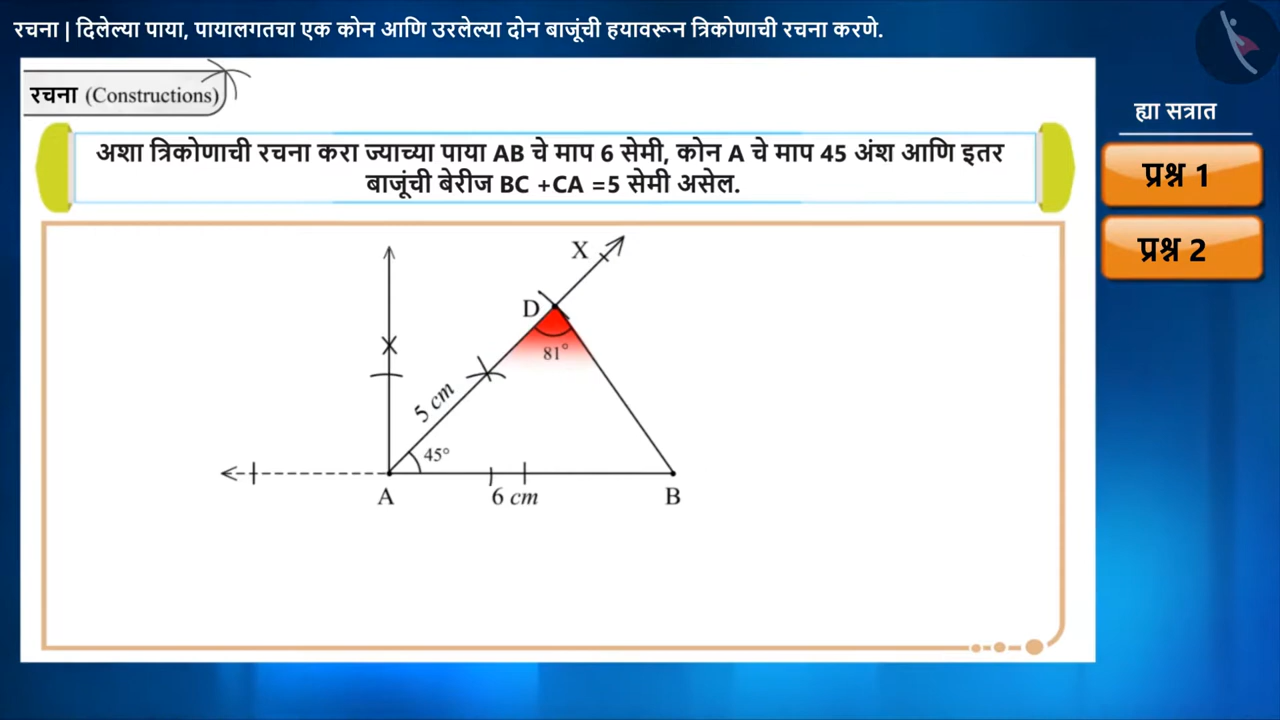 रचना | दिलेल्या पाया, पायालगतचा एक कोन आणि उरलेल्या दोन बाजूंची हयावरून त्रिकोणाची रचना करणे.
रचना (Constructions)
ह्या सत्रात
अशा त्रिकोणाची रचना करा ज्याच्या पाया AB चे माप 6 सेमी, कोन A चे माप 45 अंश आणि इतर
बाजूंची बेरीज BC +CA =5 सेमी असेल.
प्रश्न 1
प्रश्न 2
X
D
81°
5 cm
45°
A
6 cm
B